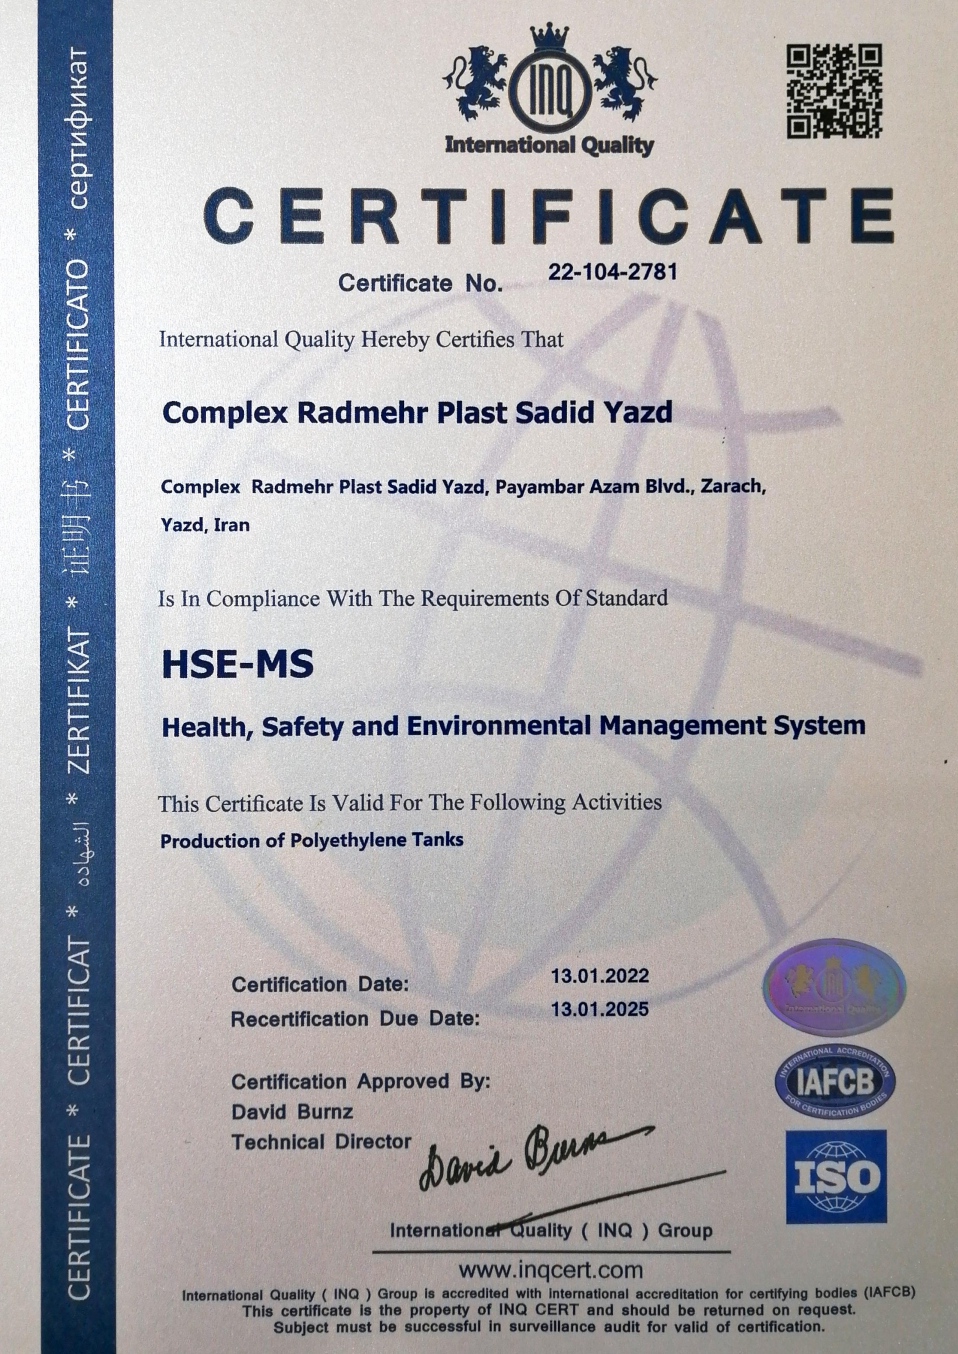 INQ
International Quality
CERTIFICATE
Certificate No. 22-104-2781
International Quality Hereby Certifies That
Complex Radmehr Plast Sadid Yazd
Complex Radmehr Plast Sadid Yazd, Payambar Azam Blvd., Zarach,
Yazd, Iran
Is In Compliance With The Requirements Of Standard
HSE-MS
Health, Safety and Environmental Management System
This Certificate Is Valid For The Following Activities
Production of Polyethylene Tanks
Certification Date: 13.01.2022
Recertification Due Date: 13.01.2025
Certification Approved By:
David Burnz
Technical Director
David Burns
International Quality ( INQ ) Group
www.inqcert.com
International Quality ( INQ ) Group is accredited with international accreditation for certifying bodies (IAFCB)
This certificate is the property of INQ CERT and should be returned on request.
Subject must be successful in surveillance audit for valid of certification.
INQ
International Quality
INTERNATIONAL ACCREDITATION
IAFCB
FOR CERTIFICATION BODIES
ISO
CERTIFICATE * CERTIFICAT * الشهاده * ZERTIFIKAT * 证明书 * CERTIFICATO * сертификат